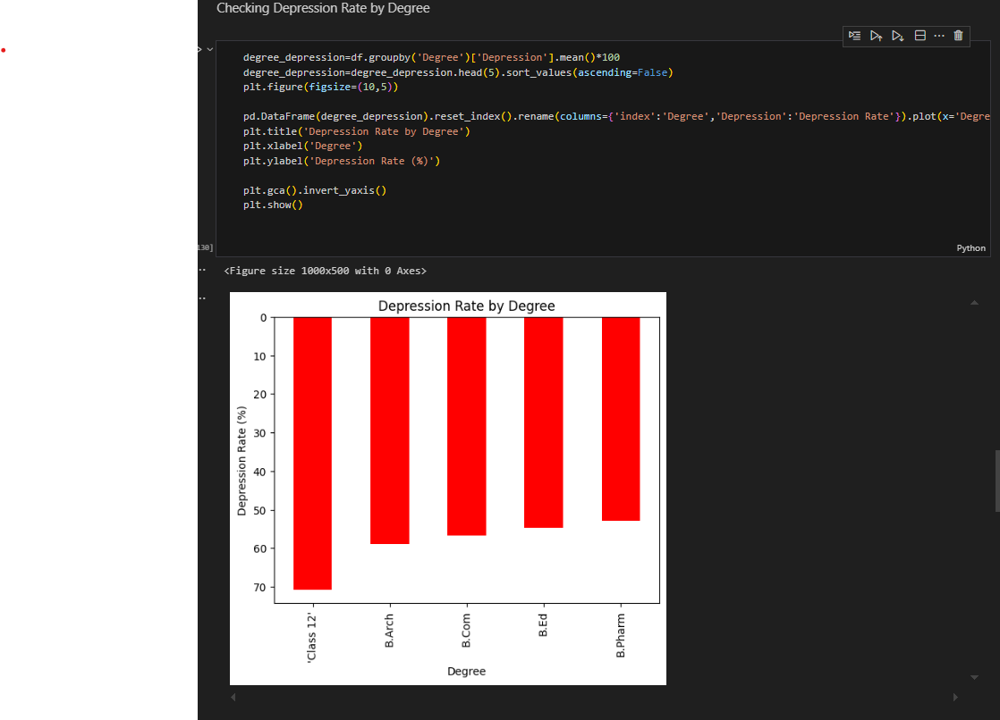 Checking Depression Rate by Degree
degree_depression=df.groupby('Degree')['Depression'].mean()*100
degree_depression=degree_depression.head(5).sort_values(ascending=False)
plt.figure(figsize=(10,5))
pd.DataFrame(degree_depression).reset_index().rename(columns={'index':'Degree','Depression':'Depression Rate'}).plot(x='Degre
plt.title('Depression Rate by Degree')
plt.xlabel('Degree')
plt.ylabel('Depression Rate (%)')
plt.gca().invert_yaxis()
plt.show()
130]
Python
<Figure size 1000x500 with 0 Axes>
Depression Rate by Degree
0
10
20
30
40
50
60
70
Depression Rate (%)
'Class 12'
B.Arch
B.Com
B.Ed
B.Pharm
Degree